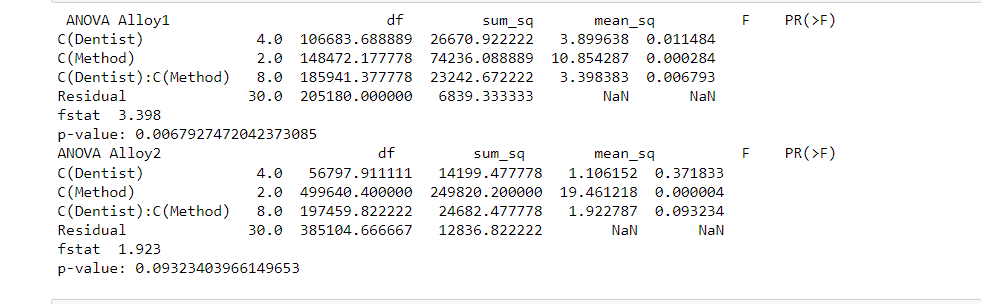 ANOVA Alloy1 df sum_sq mean_sq F PR(>F)
C(Dentist) 4.0 106683.688889 26670.922222 3.899638 0.011484
C(Method) 2.0 148472.177778 74236.088889 10.854287 0.000284
C(Dentist):C(Method) 8.0 185941.377778 23242.672222 3.398383 0.006793
Residual 30.0 205180.000000 6839.333333 NaN NaN
fstat 3.398
p-value: 0.0067927472042373085
ANOVA Alloy2 df sum_sq mean_sq F PR(>F)
C(Dentist) 4.0 56797.911111 14199.477778 1.106152 0.371833
C(Method) 2.0 499640.400000 249820.200000 19.461218 0.000004
C(Dentist):C(Method) 8.0 197459.822222 24682.477778 1.922787 0.093234
Residual 30.0 385104.666667 12836.822222 NaN NaN
fstat 1.923
p-value: 0.09323403966149653